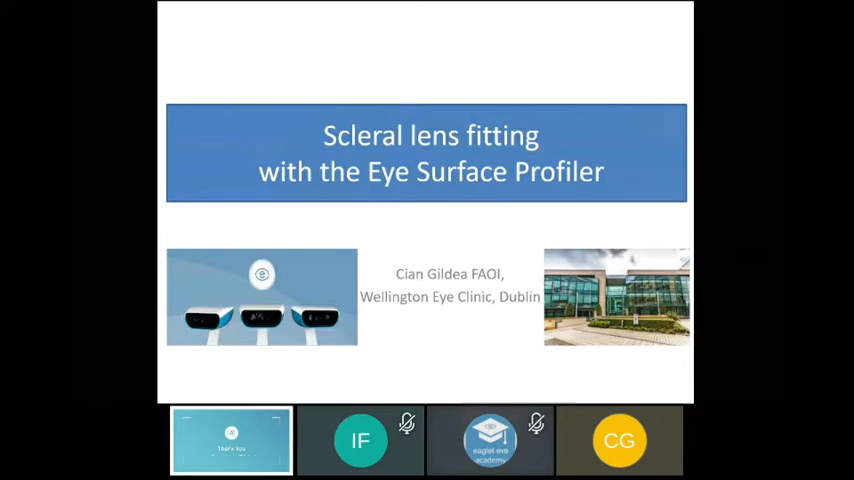 Scleral lens fitting
with the Eye Surface Profiler
Cian Gildea FAOI,
Wellington Eye Clinic, Dublin
Thank You
IF
eaglet eye
academy
CG